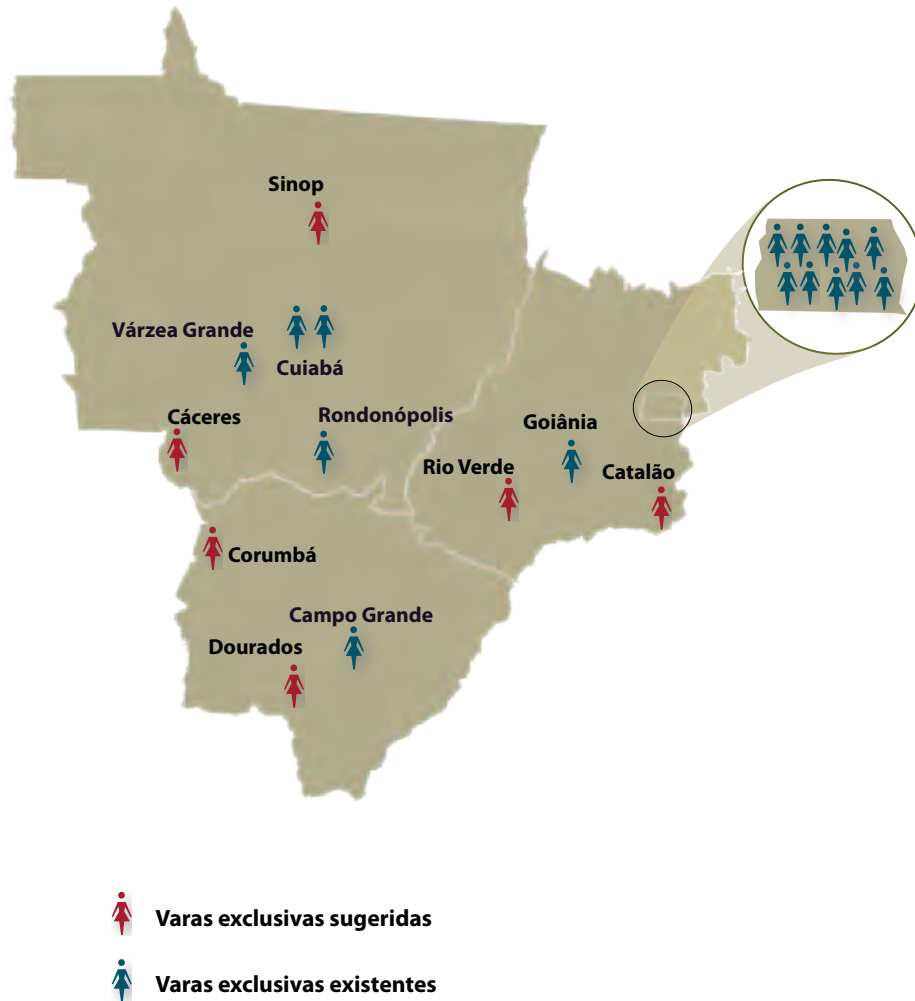 Sinop
Várzea Grande
Cuiabá
Cáceres
Rondonópolis
Goiânia
Rio Verde
Catalão
Corumbá
Campo Grande
Dourados
Varas exclusivas sugeridas
Varas exclusivas existentes